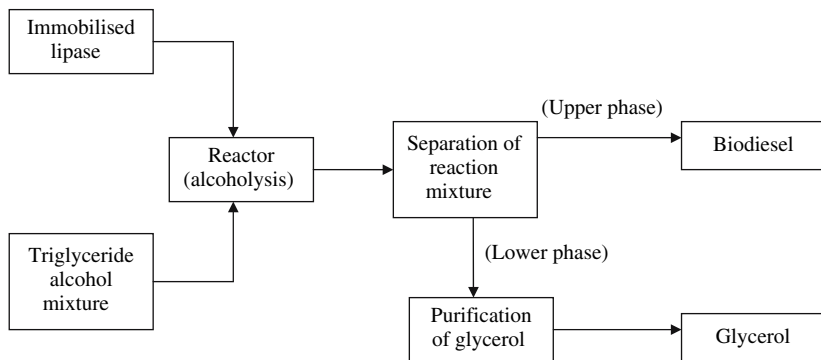 Immobilised
lipase
Reactor
(alcoholysis)
Triglyceride
alcohol
mixture
Separation of
reaction
mixture
(Upper phase)
Biodiesel
(Lower phase)
Purification
of glycerol
Glycerol